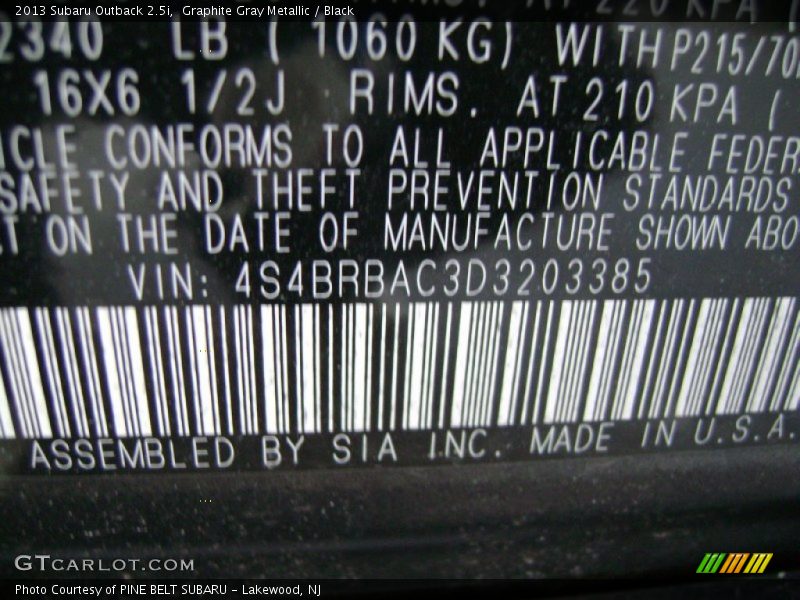 2013 Subaru Outback 2.5i, Graphite Gray Metallic / Black
AT 220 KPA
2340 LB ( 1060 KG) WITH P215/70
16X6 1/2J RIMS. AT 210 KPA (
CONFORMS TO ALL APPLICABLE FEDER
SAFETY AND THEFT PREVENTION STANDARDS
ON THE DATE OF MANUFACTURE SHOWN ABO
VIN: 4S4BRBAC3D3203385
ASSEMBLED BY SIA INC. MADE IN U.S.A.
GTCARLOT.COM
Photo Courtesy of PINE BELT SUBARU - Lakewood, NJ